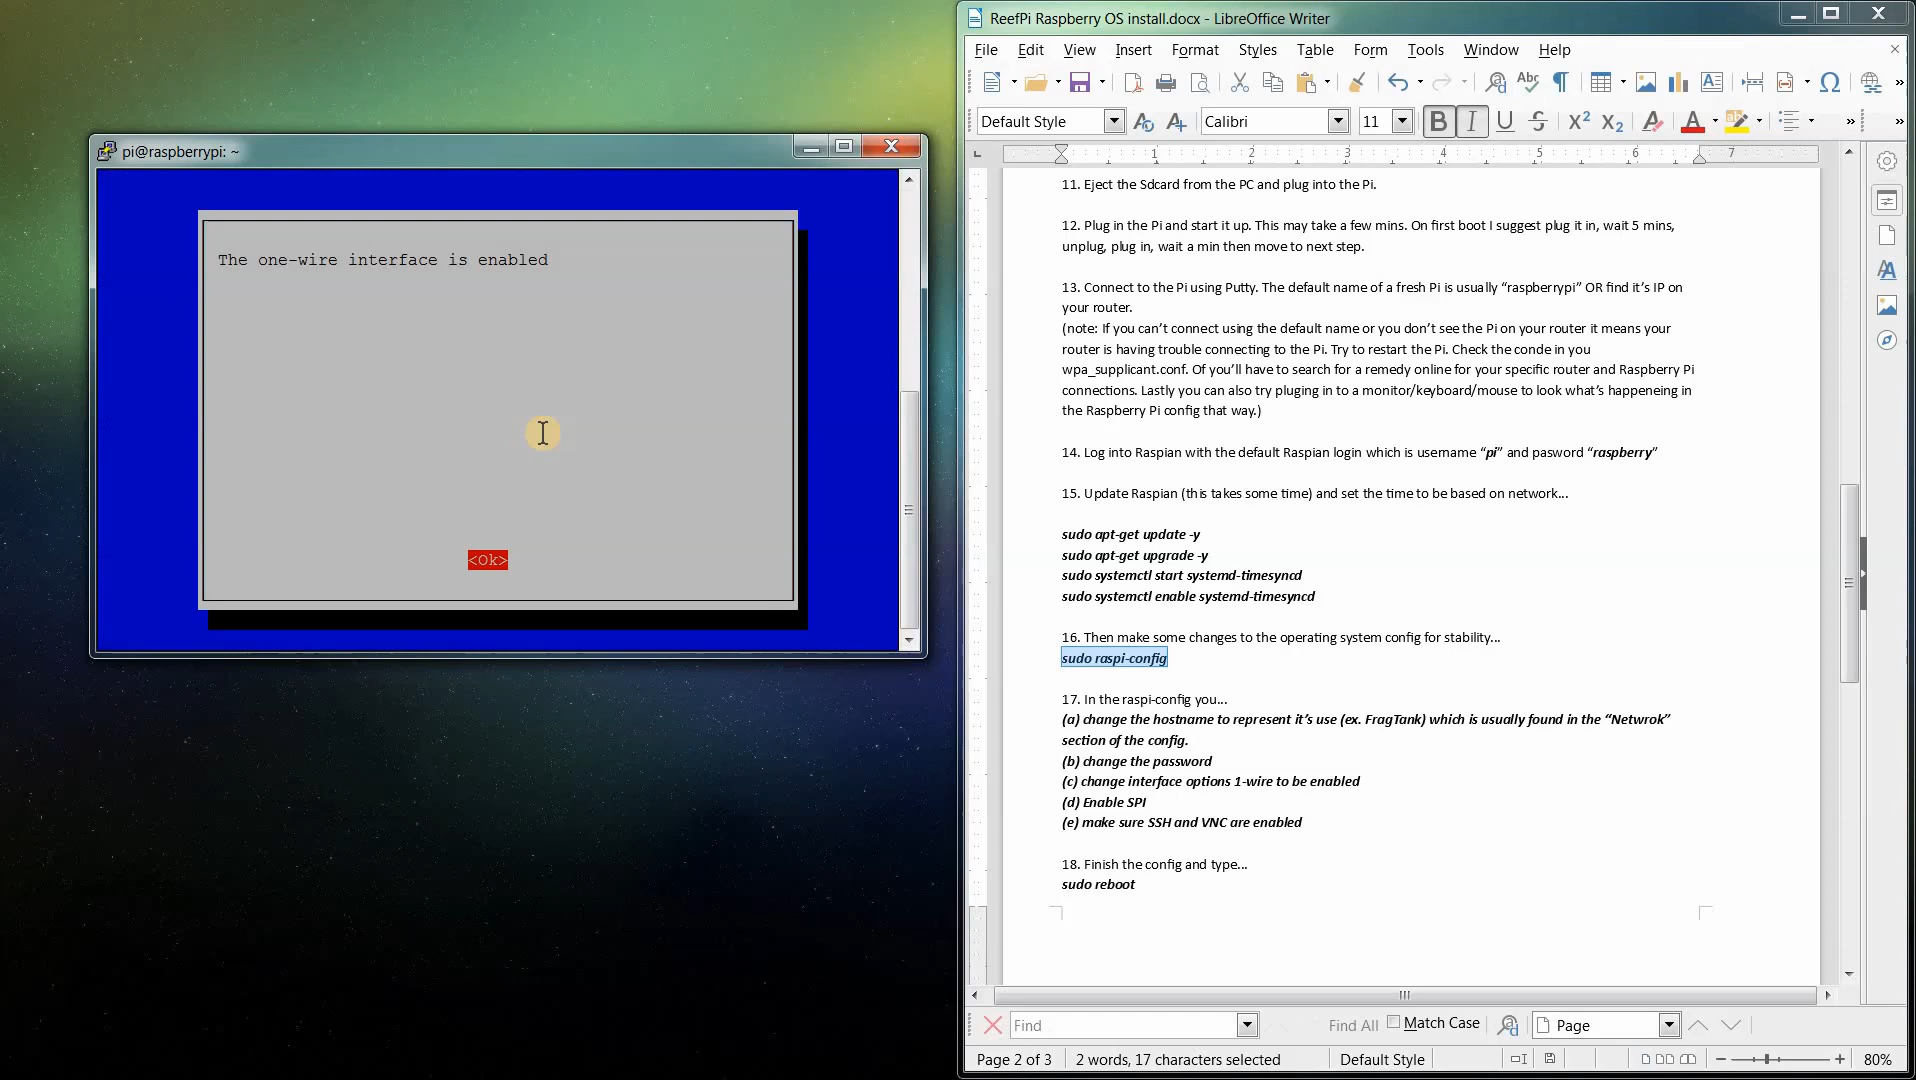 pi@raspberrypi: ~
The one-wire interface is enabled
<Ok>
ReefPi Raspberry OS install.docx - LibreOffice Writer
File Edit View Insert Format Styles Table Form Tools Window Help
Default Style Calibri 11
1 2 3 4 5 6 7
11. Eject the Sdcard from the PC and plug into the Pi.
12. Plug in the Pi and start it up. This may take a few mins. On first boot I suggest plug it in, wait 5 mins,
unplug, plug in, wait a min then move to next step.
13. Connect to the Pi using Putty. The default name of a fresh Pi is usually “raspberrypi” OR find it’s IP on
your router.
(note: If you can’t connect using the default name or you don’t see the Pi on your router it means your
router is having trouble connecting to the Pi. Try to restart the Pi. Check the conde in you
wpa_supplicant.conf. Of you’ll have to search for a remedy online for your specific router and Raspberry Pi
connections. Lastly you can also try pluging in to a monitor/keyboard/mouse to look what’s happeneing in
the Raspberry Pi config that way.)
14. Log into Raspian with the default Raspian login which is username “pi” and pasword “raspberry”
15. Update Raspian (this takes some time) and set the time to be based on network...
sudo apt-get update -y
sudo apt-get upgrade -y
sudo systemctl start systemd-timesyncd
sudo systemctl enable systemd-timesyncd
16. Then make some changes to the operating system config for stability...
sudo raspi-config
17. In the raspi-config you...
(a) change the hostname to represent it’s use (ex. FragTank) which is usually found in the “Netwrok”
section of the config.
(b) change the password
(c) change interface options 1-wire to be enabled
(d) Enable SPI
(e) make sure SSH and VNC are enabled
18. Finish the config and type...
sudo reboot
Find Find All Match Case Page
Page 2 of 3 2 words, 17 characters selected Default Style 80%